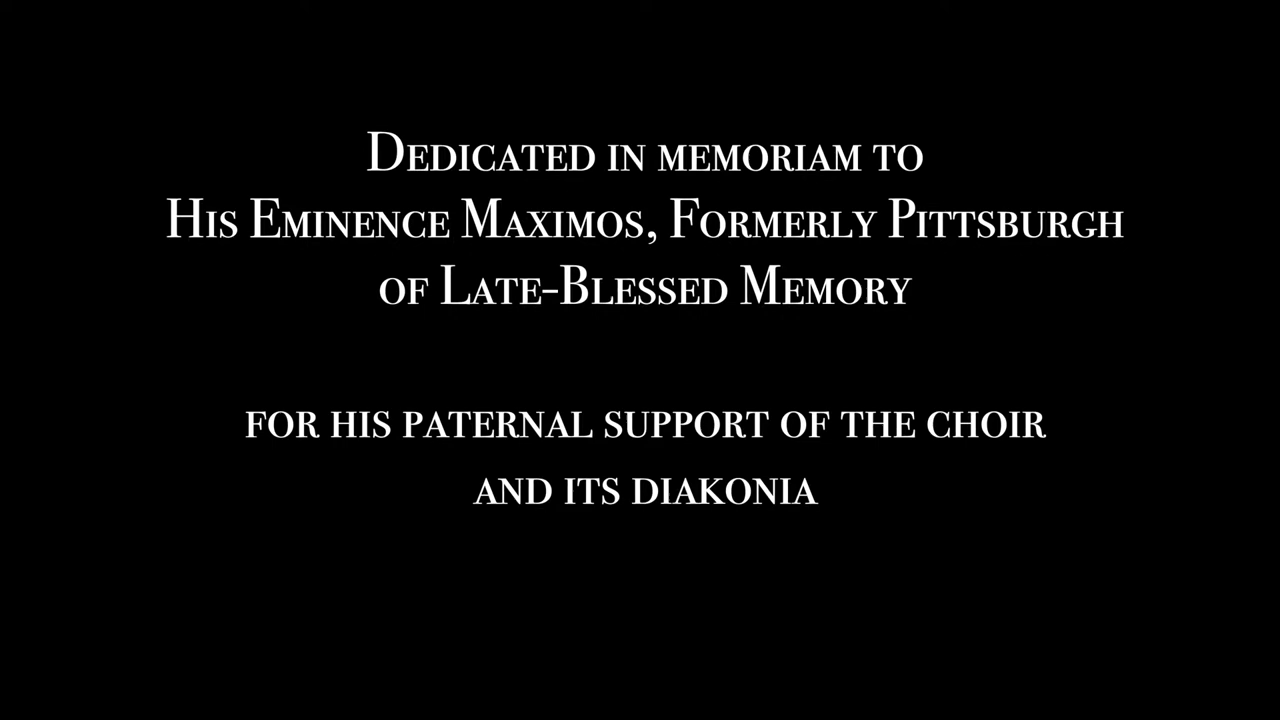 Dedicated in memoriam to
His Eminence Maximos, Formerly Pittsburgh
of Late-Blessed Memory
for his paternal support of the choir
and its diakonia